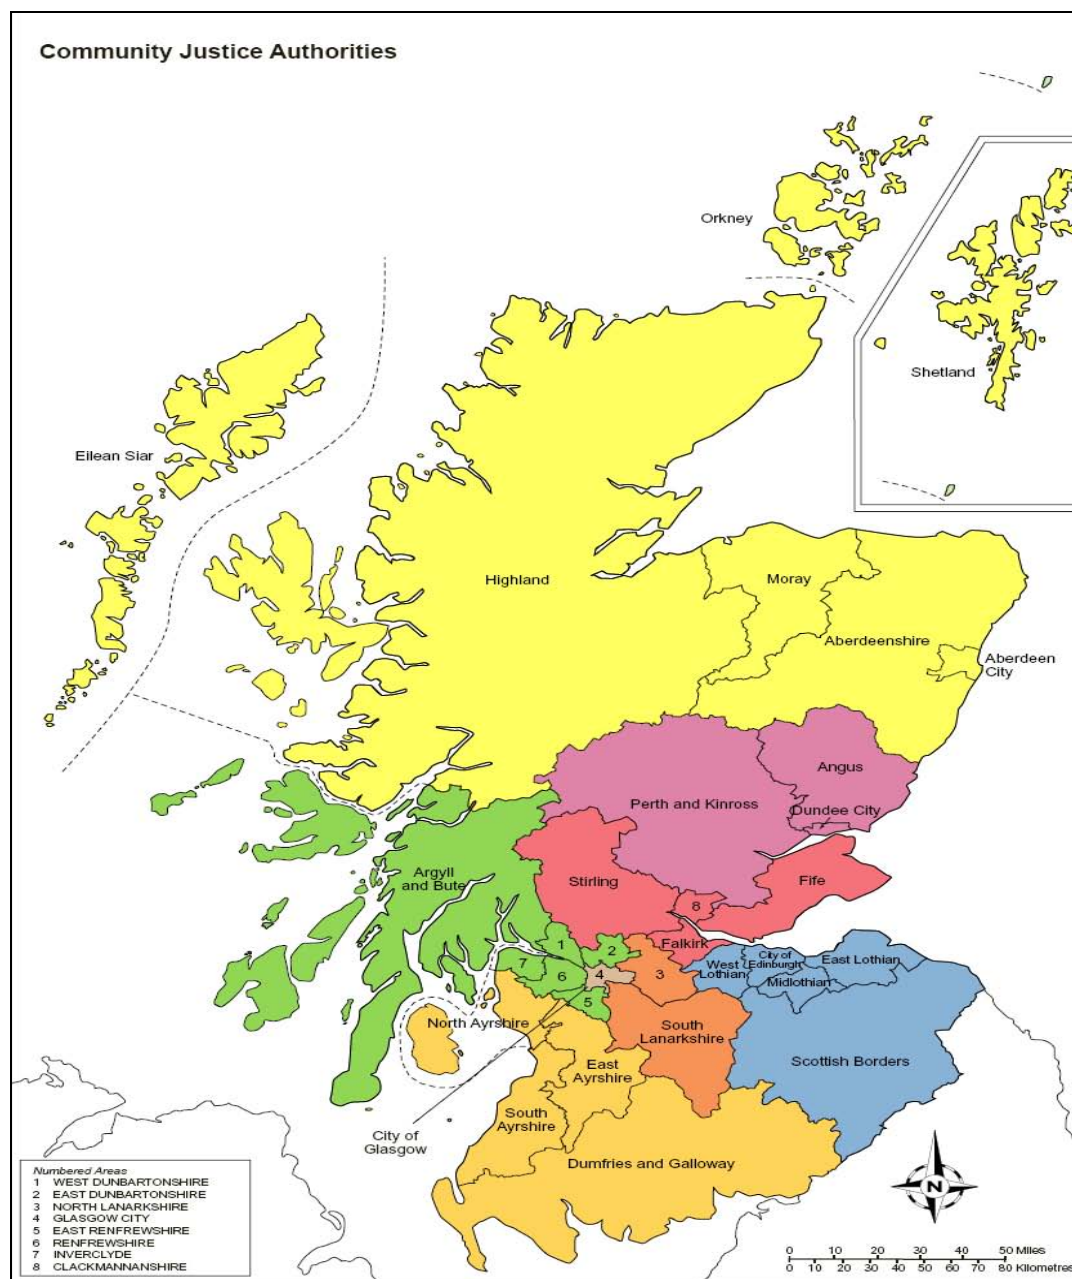 Community Justice Authorities
Orkney
Shetland
Eilean Siar
Highland
Moray
Aberdeenshire
Aberdeen
City
Angus
Perth and Kinross
Dundee City
Argyll
and Bute
Stirling
Fife
8
Falkirk
1
2
West
Lothian
City of
Edinburgh
East Lothian
Midlothian
7
6
4
3
5
North Ayrshire
South
Lanarkshire
Scottish Borders
East
Ayrshire
South
Ayrshire
City of
Glasgow
Dumfries and Galloway
N
Numbered Areas
1 WEST DUNBARTONSHIRE
2 EAST DUNBARTONSHIRE
3 NORTH LANARKSHIRE
4 GLASGOW CITY
5 EAST RENFREWSHIRE
6 RENFREWSHIRE
7 INVERCLYDE
8 CLACKMANNANSHIRE
0 10 20 30 40 50 Miles
0 10 20 30 40 50 60 70 80 Kilometres